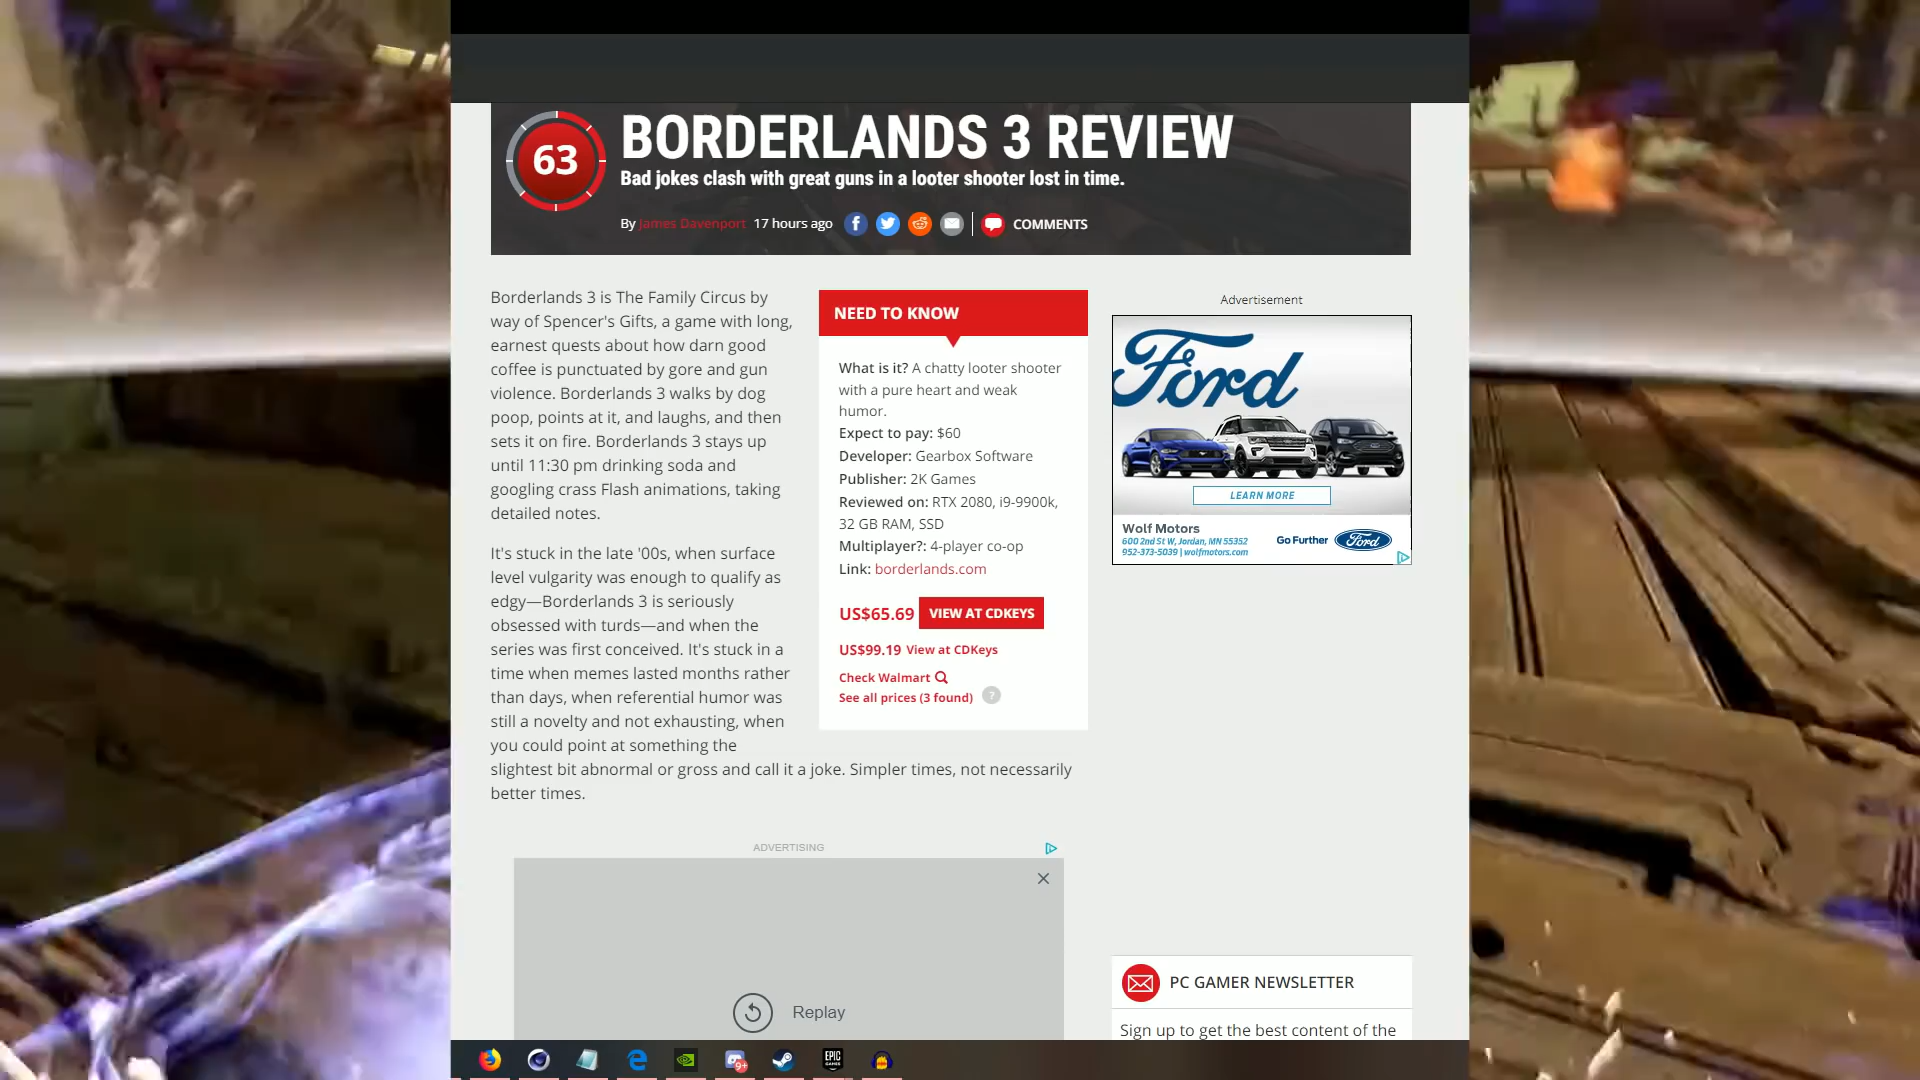 63
BORDERLANDS 3 REVIEW
Bad jokes clash with great guns in a looter shooter lost in time.
By James Davenport 17 hours ago
COMMENTS
Borderlands 3 is The Family Circus by
way of Spencer's Gifts, a game with long,
earnest quests about how darn good
coffee is punctuated by gore and gun
violence. Borderlands 3 walks by dog
poop, points at it, and laughs, and then
sets it on fire. Borderlands 3 stays up
until 11:30 pm drinking soda and
googling crass Flash animations, taking
detailed notes.
It's stuck in the late '00s, when surface
level vulgarity was enough to qualify as
edgy—Borderlands 3 is seriously
obsessed with turds—and when the
series was first conceived. It's stuck in a
time when memes lasted months rather
than days, when referential humor was
still a novelty and not exhausting, when
you could point at something the
slightest bit abnormal or gross and call it a joke. Simpler times, not necessarily
better times.
NEED TO KNOW
What is it? A chatty looter shooter
with a pure heart and weak
humor.
Expect to pay: $60
Developer: Gearbox Software
Publisher: 2K Games
Reviewed on: RTX 2080, i9-9900k,
32 GB RAM, SSD
Multiplayer?: 4-player co-op
Link: borderlands.com
US$65.69 VIEW AT CDKEYS
US$99.19 View at CDKeys
Check Walmart
See all prices (3 found) ?
Advertisement
Ford
LEARN MORE
Wolf Motors
600 2nd St W, Jordan, MN 55352
952-373-5039 | wolfmotors.com
Go Further Ford
ADVERTISING
Replay
PC GAMER NEWSLETTER
Sign up to get the best content of the
9+
EPIC
GAMES